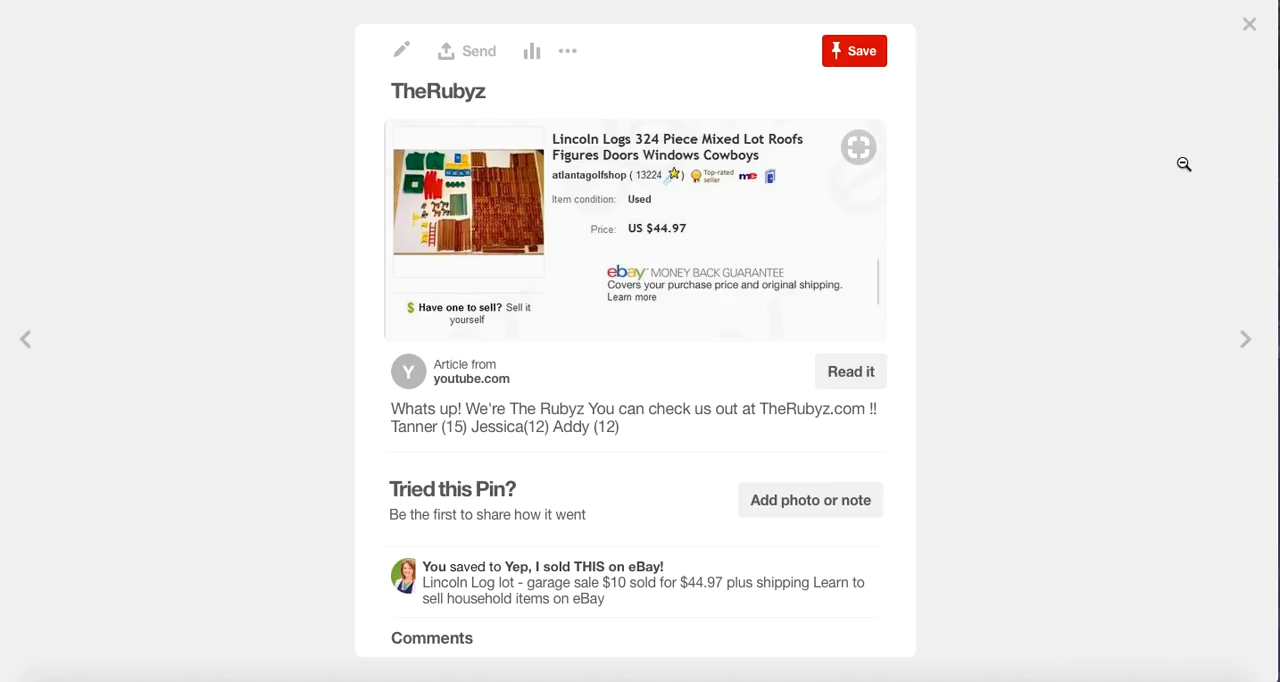 Send
Save
TheRubyz
Lincoln Logs 324 Piece Mixed Lot Roofs
Figures Doors Windows Cowboys
atlantagolfshop ( 13224 ) Top-rated seller me
Item condition: Used
Price: US $44.97
ebay MONEY BACK GUARANTEE
Covers your purchase price and original shipping.
Learn more
$ Have one to sell? Sell it
yourself
Y
Article from
youtube.com
Read it
Whats up! We're The Rubyz You can check us out at TheRubyz.com !!
Tanner (15) Jessica(12) Addy (12)
Tried this Pin?
Be the first to share how it went
Add photo or note
You saved to Yep, I sold THIS on eBay!
Lincoln Log lot - garage sale $10 sold for $44.97 plus shipping Learn to
sell household items on eBay
Comments